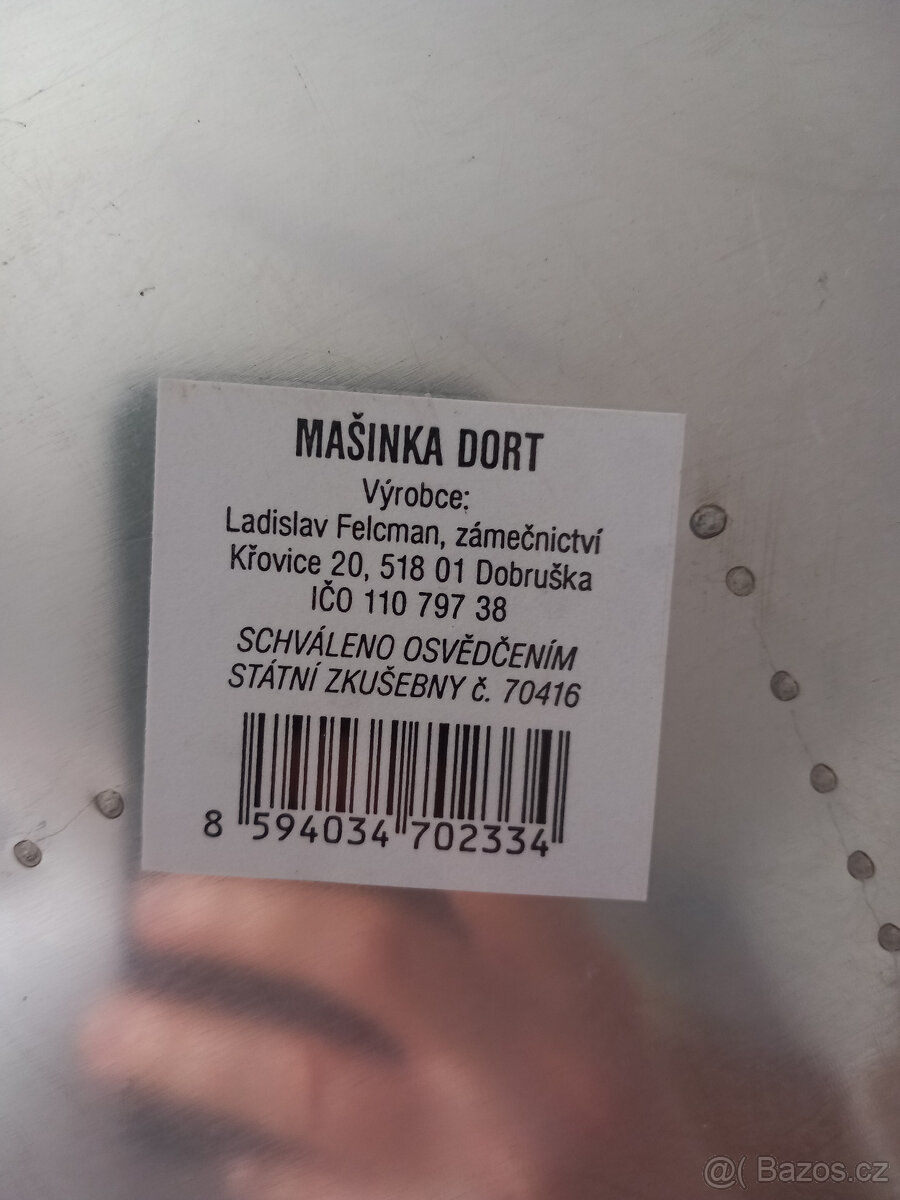 MAŠINKA DORT
Výrobce:
Ladislav Felcman, zámečnictví
Křovice 20, 518 01 Dobruška
IČO 110 797 38
SCHVÁLENO OSVĚDČENÍM
STÁTNÍ ZKUŠEBNY č. 70416
8 594034 702334
@( Bazos.cz